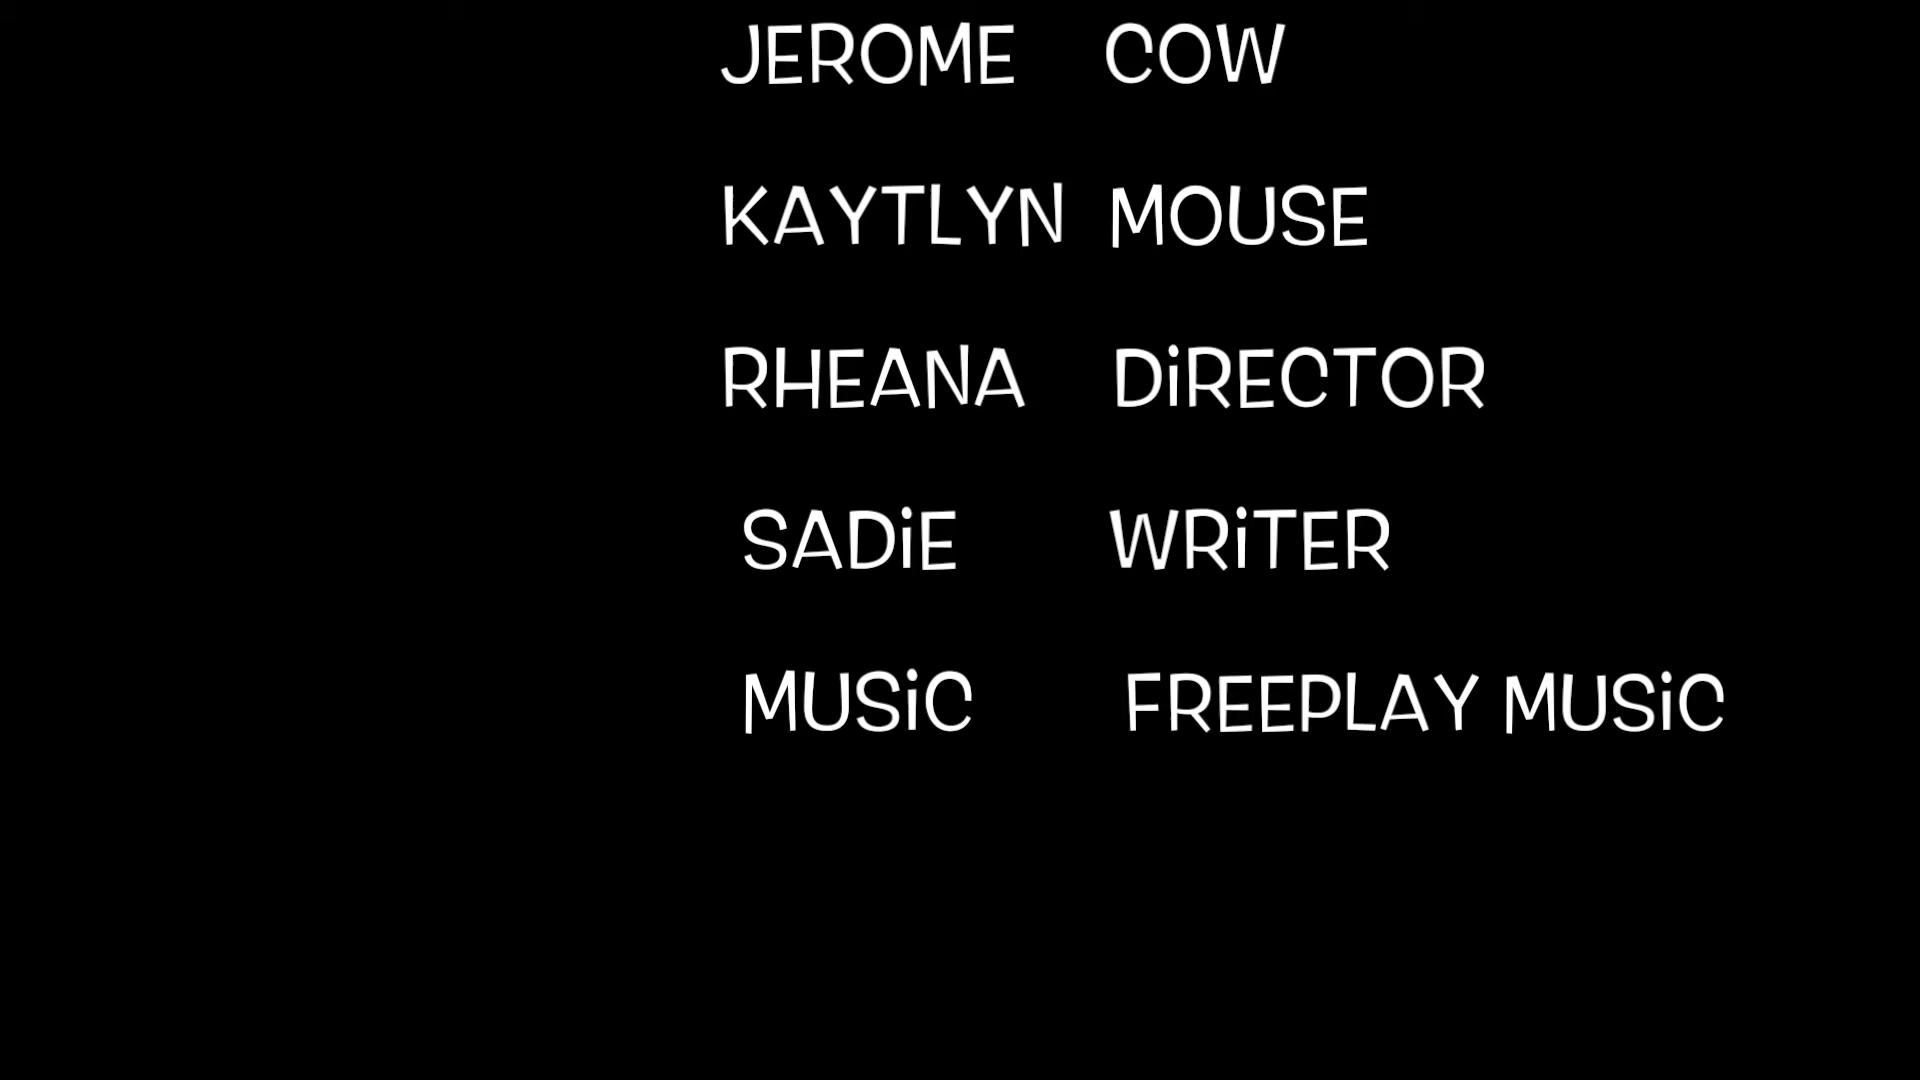 JEROME COW
KAYTLYN MOUSE
RHEANA DiRECTOR
SADiE WRiTER
MUSiC FREEPLAY MUSiC